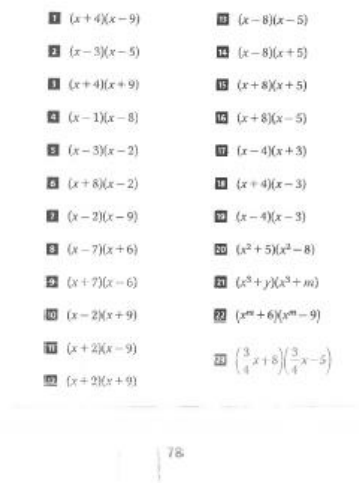 1 (x+4)(x−9)
2 (x−3)(x−5)
3 (x+4)(x+9)
4 (x−1)(x−8)
5 (x−3)(x−2)
6 (x+8)(x−2)
7 (x−2)(x−9)
8 (x−7)(x+6)
9 (x+7)(x−6)
10 (x−2)(x+9)
11 (x+2)(x−9)
12 (x+2)(x+9)
13 (x−8)(x−5)
14 (x−8)(x+5)
15 (x+8)(x+5)
16 (x+8)(x−5)
17 (x−4)(x+3)
18 (x+4)(x−3)
19 (x−4)(x−3)
20 (x²+5)(x²−8)
21 (x³+y)(x³+m)
22 (xᵐ+6)(xᵐ−9)
23 (3/4 x+8)(3/4 x−5)
78